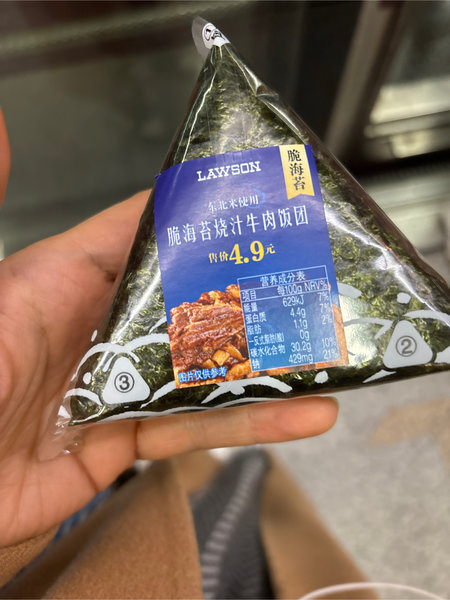 LAWSON
脆海苔
东北米使用
脆海苔烧汁牛肉饭团
售价4.9元
营养成分表
项目 每100g NRV%
能量 629kJ 7%
蛋白质 4.4g 7%
脂肪 1.1g 2%
-反式脂肪(酸) 0g
碳水化合物 30.2g 10%
钠 429mg 21%
图片仅供参考
②
③